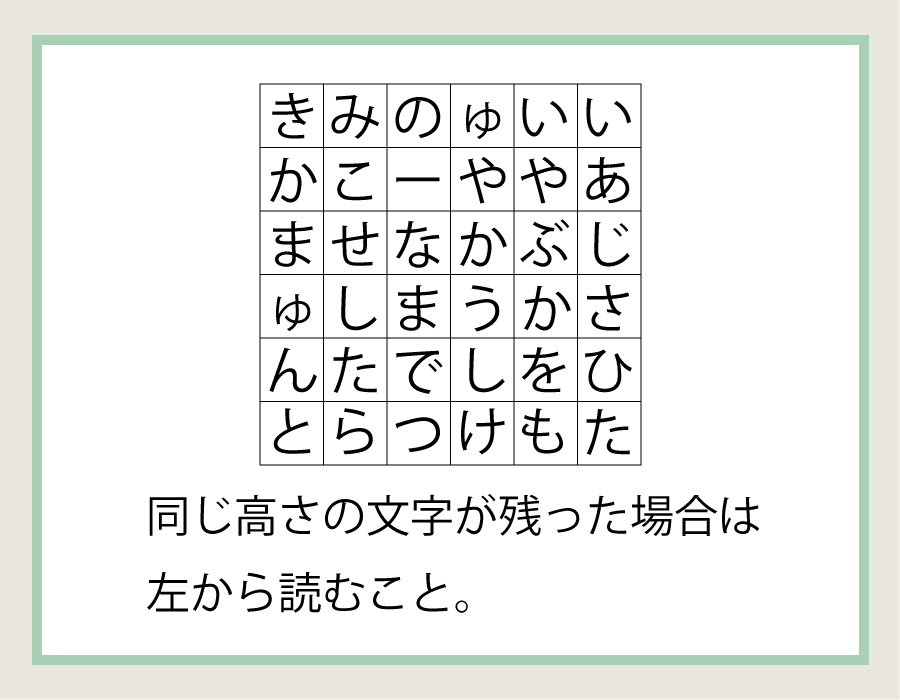 きみのゅいい
かこーややあ
ませなかぶじ
ゅしまうかさ
んたでしをひ
とらつけもた
同じ高さの文字が残った場合は
左から読むこと。